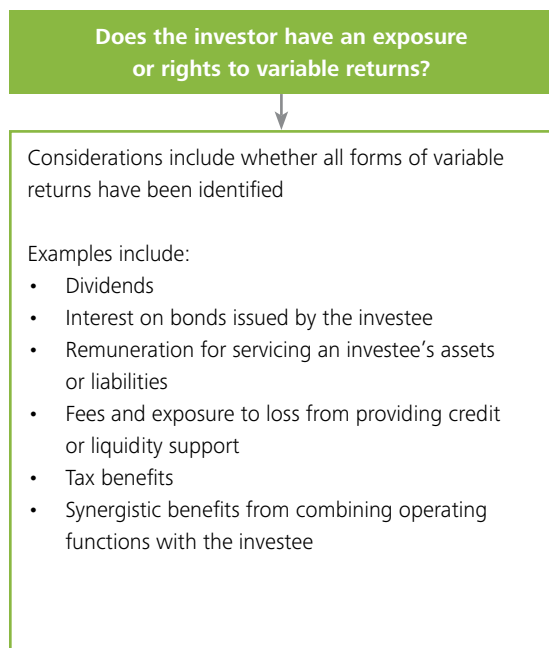 Does the investor have an exposure
or rights to variable returns?
Considerations include whether all forms of variable
returns have been identified
Examples include:
• Dividends
• Interest on bonds issued by the investee
• Remuneration for servicing an investee's assets
or liabilities
• Fees and exposure to loss from providing credit
or liquidity support
• Tax benefits
• Synergistic benefits from combining operating
functions with the investee